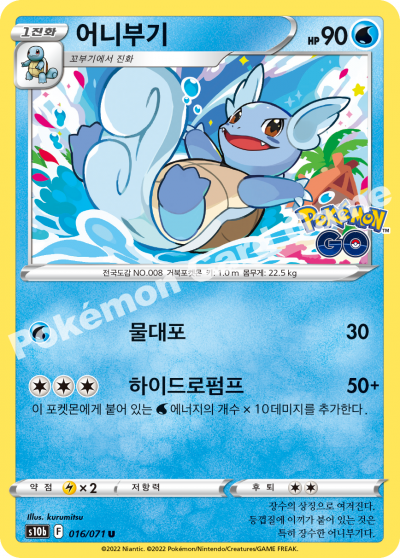 1진화
어니부기
HP 90
꼬부기에서 진화
Pokémon
GO
전국도감 NO.008 거북포켓몬 키: 1.0 m 몸무게: 22.5 kg
물대포 30
하이드로펌프 50+
이 포켓몬에게 붙어 있는 에너지의 개수 × 10데미지를 추가한다.
약점 ×2 저항력 후퇴
장수의 상징으로 여겨진다.
등껍질에 이끼가 붙어 있는 것은
특히 장수한 어니부기다.
Illus. kurumitsu
s10b F 016/071 U
©2022 Niantic. ©2022 Pokémon/Nintendo/Creatures/GAME FREAK.